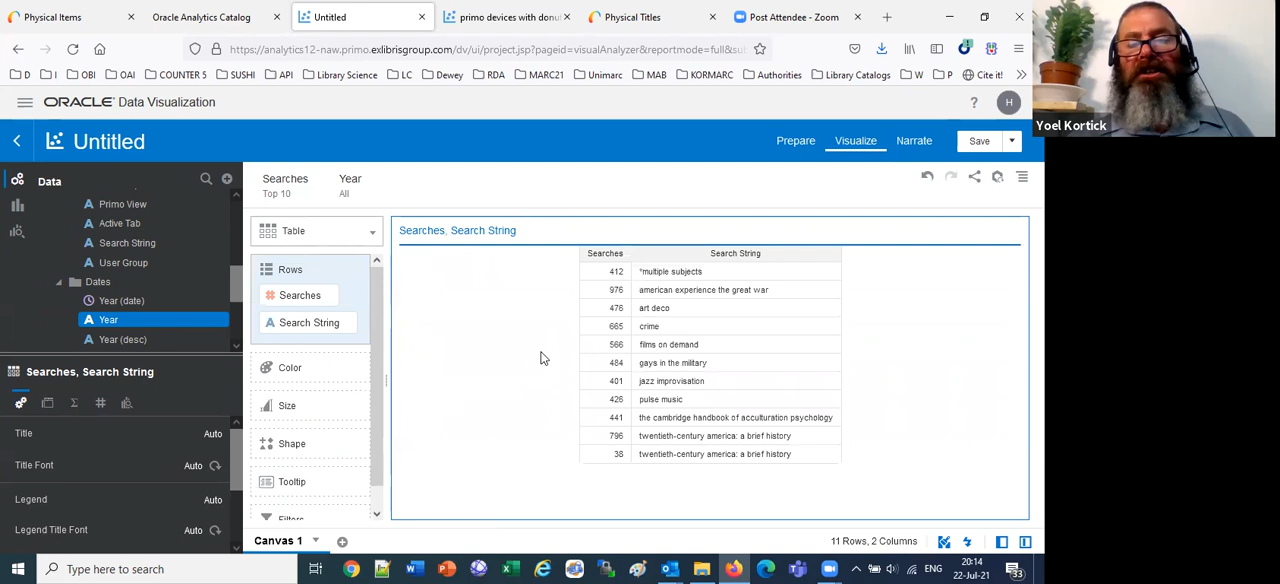 Physical Items
Oracle Analytics Catalog
Untitled
primo devices with donu
Physical Titles
Post Attendee - Zoom
https://analytics12-naw.primo.exlibrisgroup.com/dv/ui/project.jsp?pageid=visualAnalyzer&reportmode=full&su
D
I
OBI
OAI
COUNTER 5
SUSHI
API
Library Science
LC
Dewey
RDA
MARC21
Unimarc
MAB
KORMARC
Authorities
Library Catalogs
W
P
Cite it!
ORACLE Data Visualization
?
H
Yoel Kortick
Untitled
Prepare
Visualize
Narrate
Save
Data
Searches
Top 10
Year
All
Primo View
Active Tab
Search String
User Group
Dates
Year (date)
Year
Year (desc)
Table
Rows
Searches
Search String
Color
Size
Shape
Tooltip
Filters
Searches, Search String
Searches Search String
412 "multiple subjects
976 american experience the great war
476 art deco
665 crime
566 films on demand
484 gays in the military
401 jazz improvisation
426 pulse music
441 the cambridge handbook of acculturation psychology
796 twentieth-century america: a brief history
38 twentieth-century america: a brief history
Searches, Search String
Title Auto
Title Font Auto
Legend Auto
Legend Title Font Auto
Canvas 1
11 Rows, 2 Columns
Type here to search
ENG
20:14
22-Jul-21
33